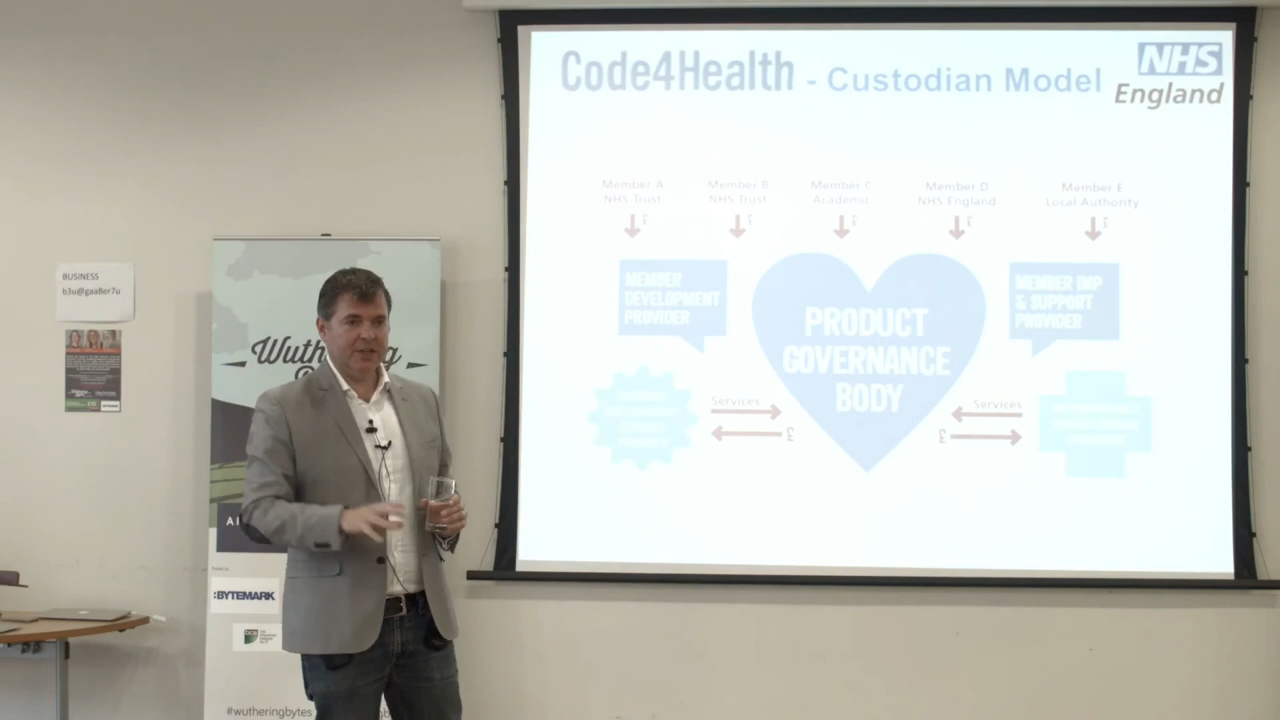 Code4Health - Custodian Model
NHS
England
Member A
NHS Trust
Member B
NHS Trust
Member C
Academic
Member D
NHS England
Member E
Local Authority
£
£
£
£
£
MEMBER
DEVELOPMENT
PROVIDER
PRODUCT
GOVERNANCE
BODY
MEMBER IMP
& SUPPORT
PROVIDER
Services
£
Services
£
BUSINESS
b3u@gaa8er7u
:BYTEMARK
#wutheringbytes